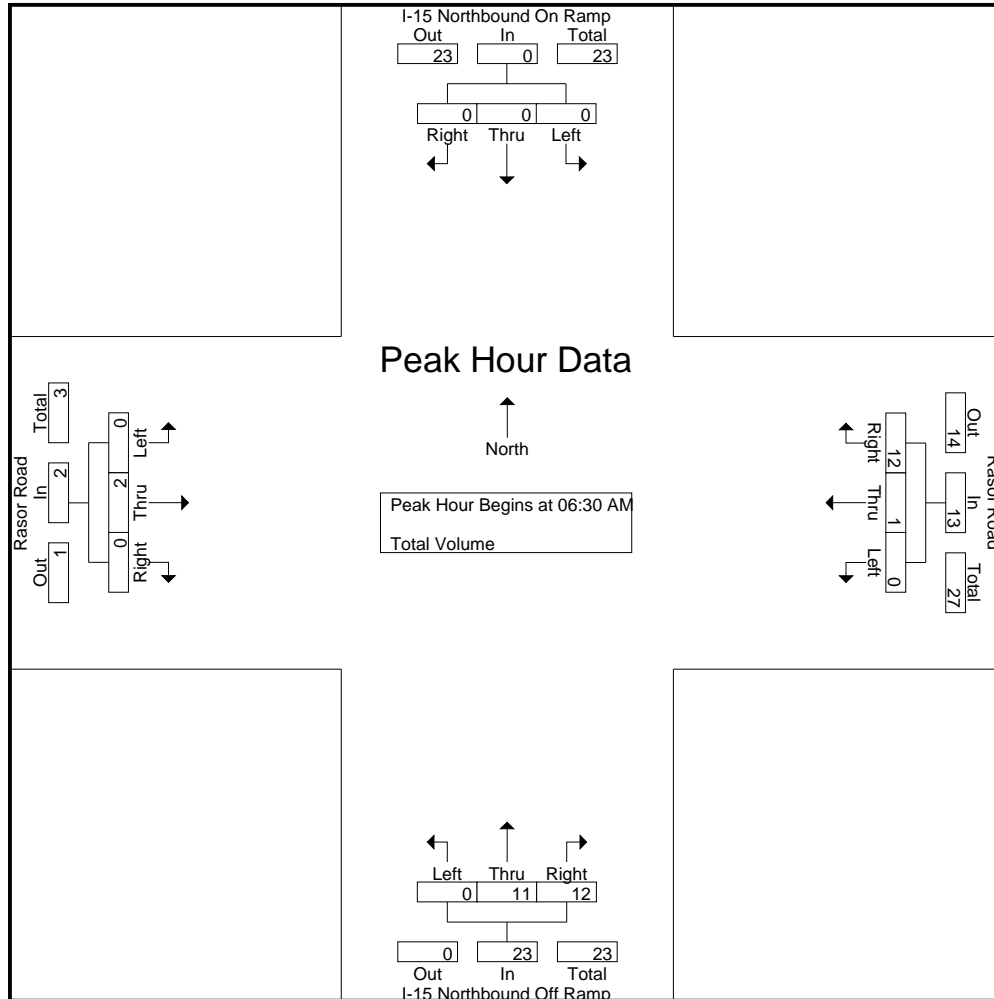 I-15 Northbound On Ramp
Out In Total
23 0 23
0 0 0
Right Thru Left
Peak Hour Data
North
Peak Hour Begins at 06:30 AM
Total Volume
Rasor Road
Total In Out
3 2 1
0 2 0
Left Thru Right
Right Thru Left
12 1 0
14 13 27
Out In Total
Rasor Road
Left Thru Right
0 11 12
0 23 23
Out In Total
I-15 Northbound Off Ramp